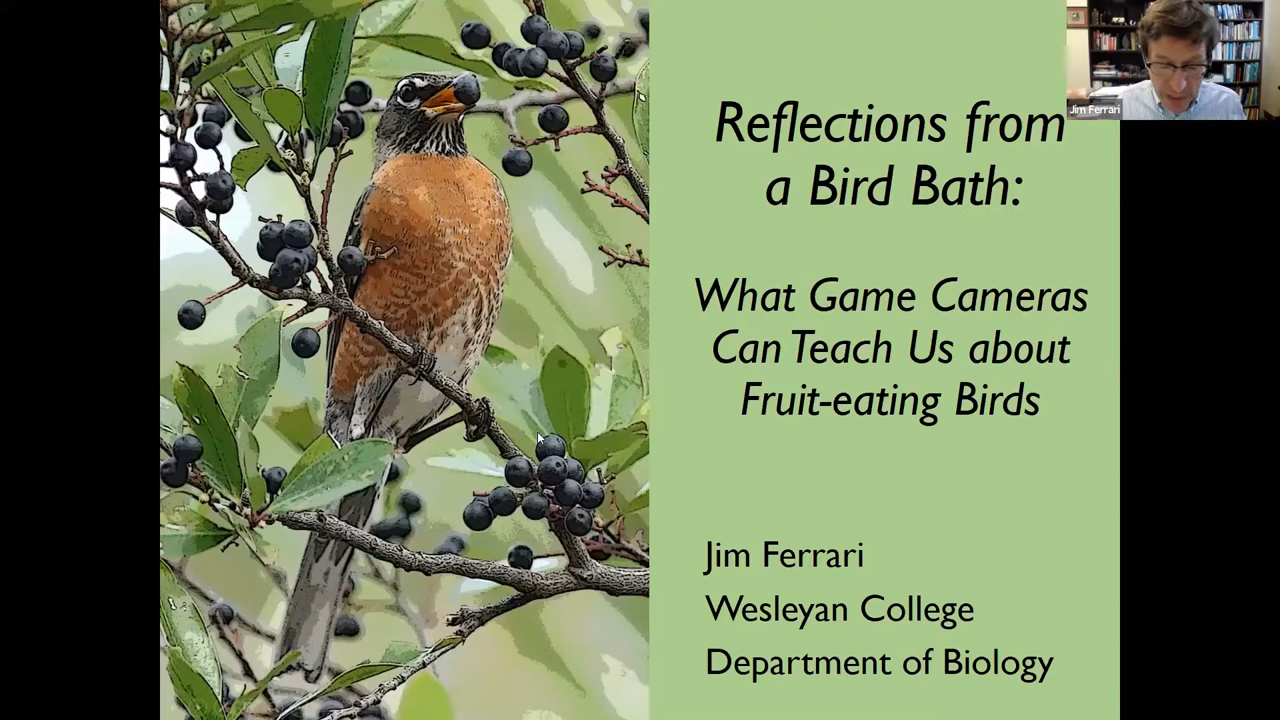 Reflections from
a Bird Bath:
What Game Cameras
Can Teach Us about
Fruit-eating Birds
Jim Ferrari
Wesleyan College
Department of Biology
Jim Ferrari